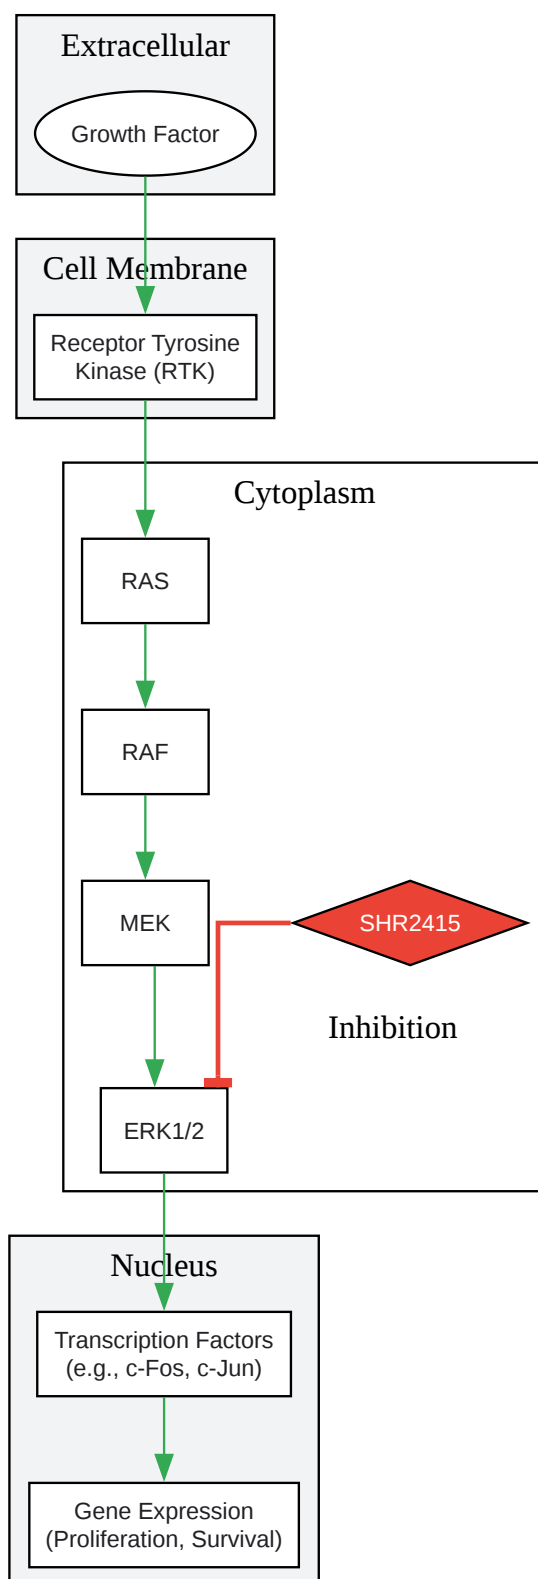 Extracellular
Growth Factor
Cell Membrane
Receptor Tyrosine
Kinase (RTK)
Cytoplasm
RAS
RAF
MEK
SHR2415
Inhibition
ERK1/2
Nucleus
Transcription Factors
(e.g., c-Fos, c-Jun)
Gene Expression
(Proliferation, Survival)